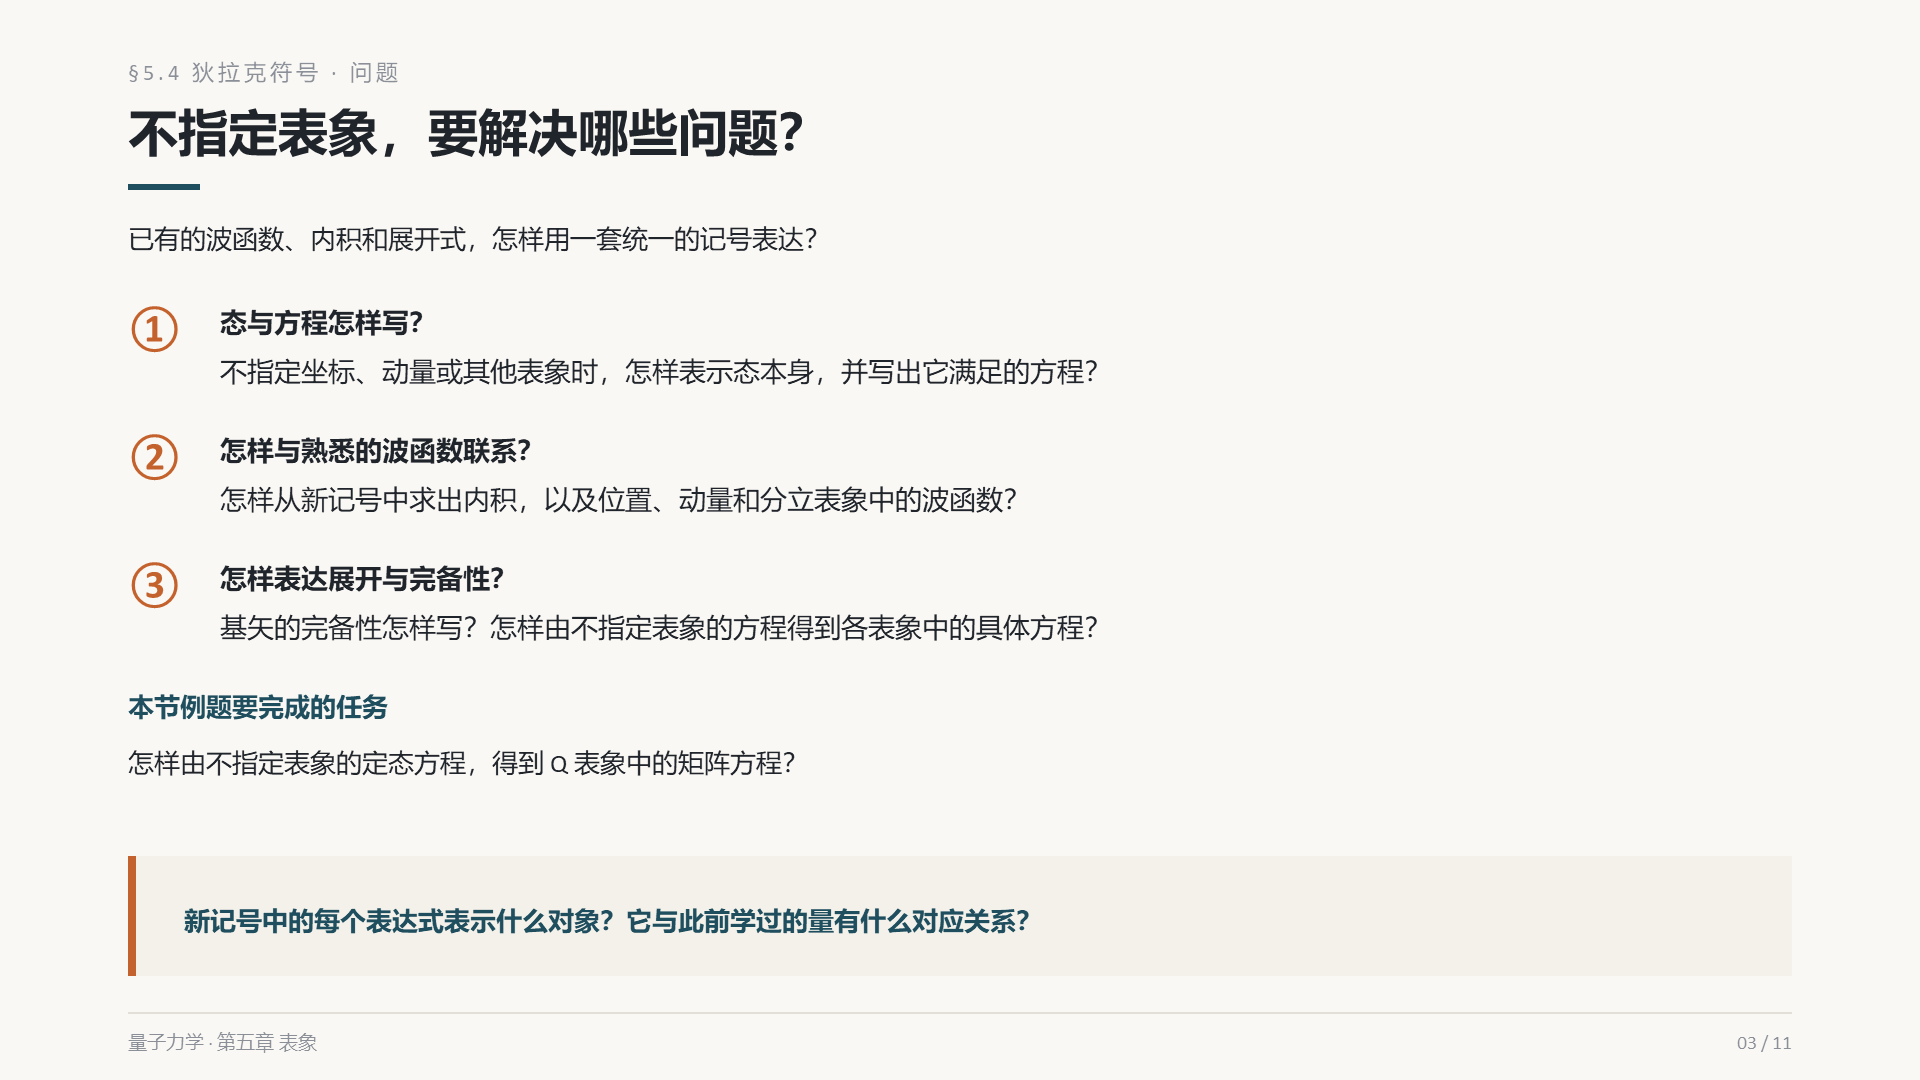 §5.4 狄拉克符号 · 问题
不指定表象，要解决哪些问题？
已有的波函数、内积和展开式，怎样用一套统一的记号表达？
①
态与方程怎样写？
不指定坐标、动量或其他表象时，怎样表示态本身，并写出它满足的方程？
②
怎样与熟悉的波函数联系？
怎样从新记号中求出内积，以及位置、动量和分立表象中的波函数？
③
怎样表达展开与完备性？
基矢的完备性怎样写？怎样由不指定表象的方程得到各表象中的具体方程？
本节例题要完成的任务
怎样由不指定表象的定态方程，得到 Q 表象中的矩阵方程？
新记号中的每个表达式表示什么对象？它与此前学过的量有什么对应关系？
量子力学 · 第五章 表象
03 / 11